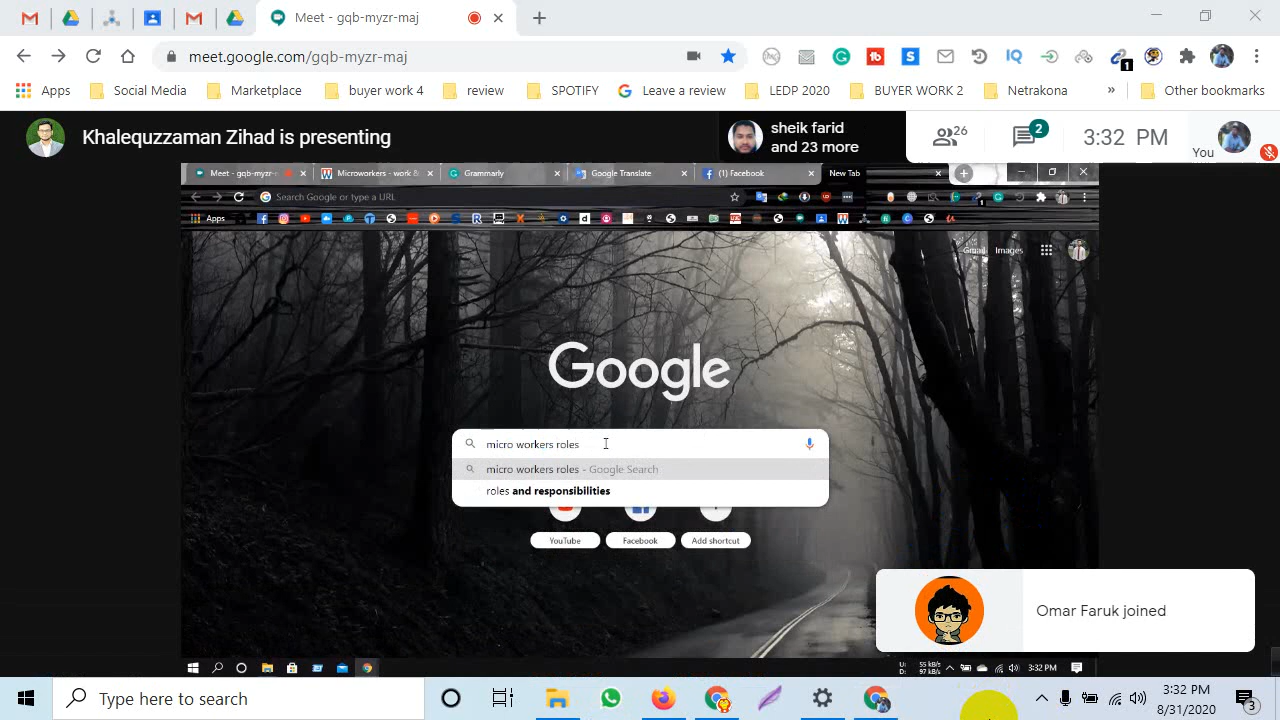 Meet - gqb-myzr-maj
meet.google.com/gqb-myzr-maj
1
Apps Social Media Marketplace buyer work 4 review SPOTIFY Leave a review LEDP 2020 BUYER WORK 2 Netrakona » Other bookmarks
Khalequzzaman Zihad is presenting
sheik farid
and 23 more
26
2
3:32 PM
You
Meet - gqb-myzr-m
Microworkers - work &
Grammarly
Google Translate
(1) Facebook
New Tab
Search Google or type a URL
Apps
Gmail Images
Google
micro workers roles
micro workers roles - Google Search
roles and responsibilities
YouTube Facebook Add shortcut
Omar Faruk joined
U: 55 kB/s
D: 97 kB/s
3:32 PM
Type here to search
3:32 PM
8/31/2020
3